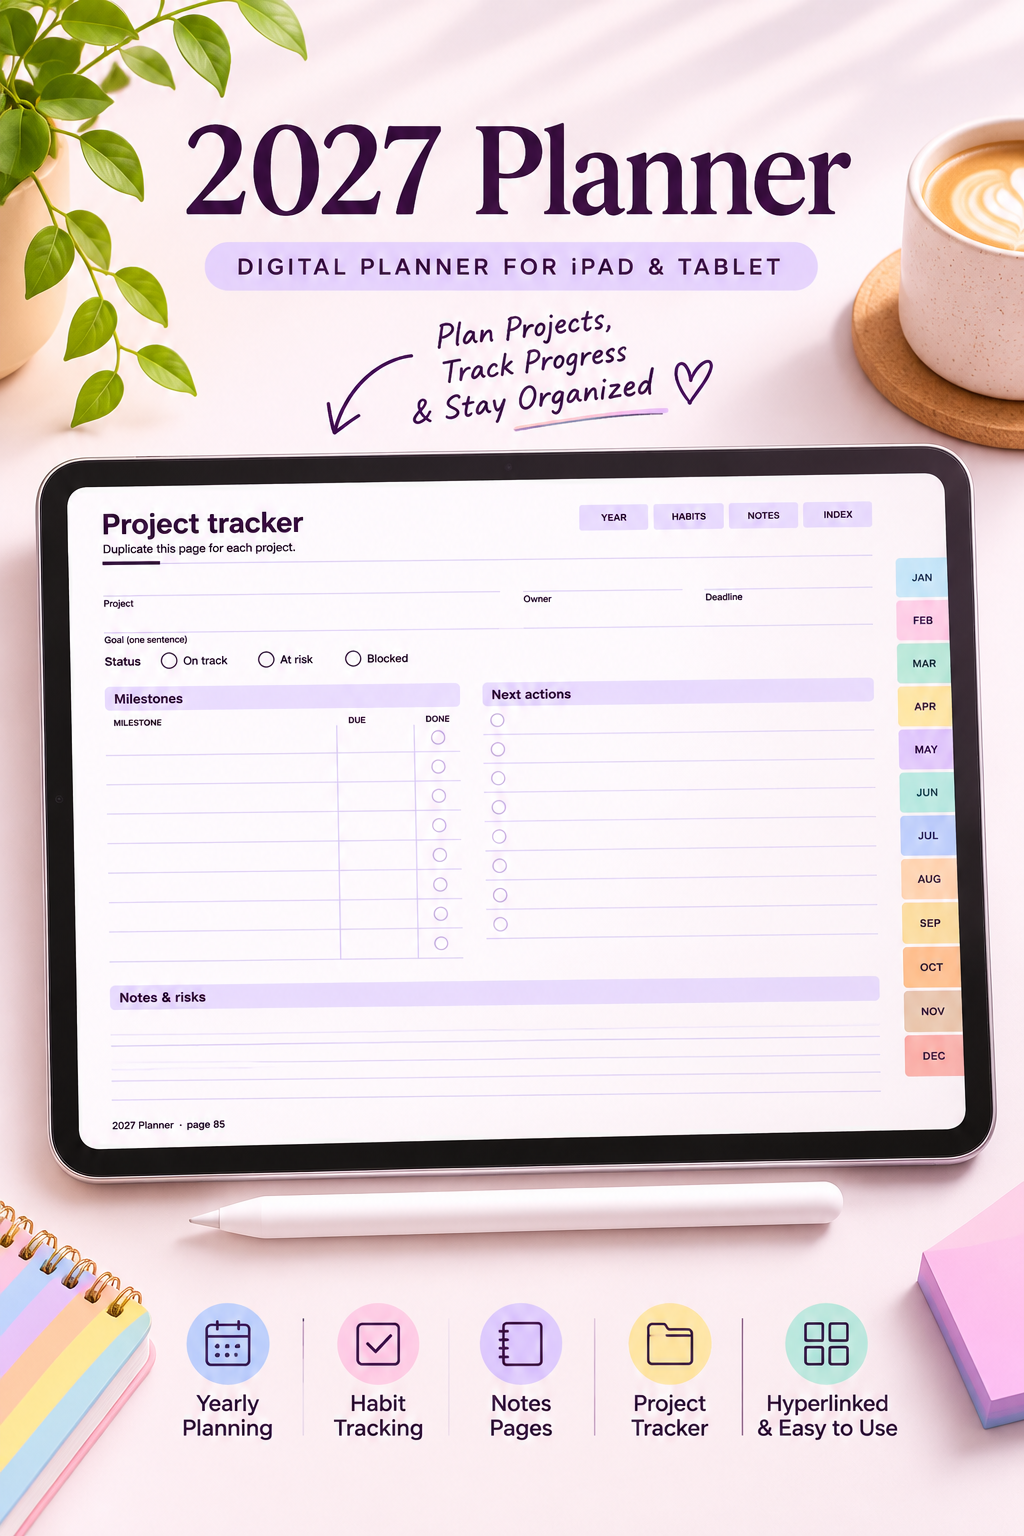 2027 Planner
DIGITAL PLANNER FOR iPAD & TABLET
Plan Projects,
Track Progress
& Stay Organized
Project tracker
Duplicate this page for each project.
YEAR
HABITS
NOTES
INDEX
Project
Owner
Deadline
Goal (one sentence)
Status
On track
At risk
Blocked
Milestones
MILESTONE
DUE
DONE
Next actions
Notes & risks
2027 Planner · page 85
JAN
FEB
MAR
APR
MAY
JUN
JUL
AUG
SEP
OCT
NOV
DEC
Yearly
Planning
Habit
Tracking
Notes
Pages
Project
Tracker
Hyperlinked
& Easy to Use